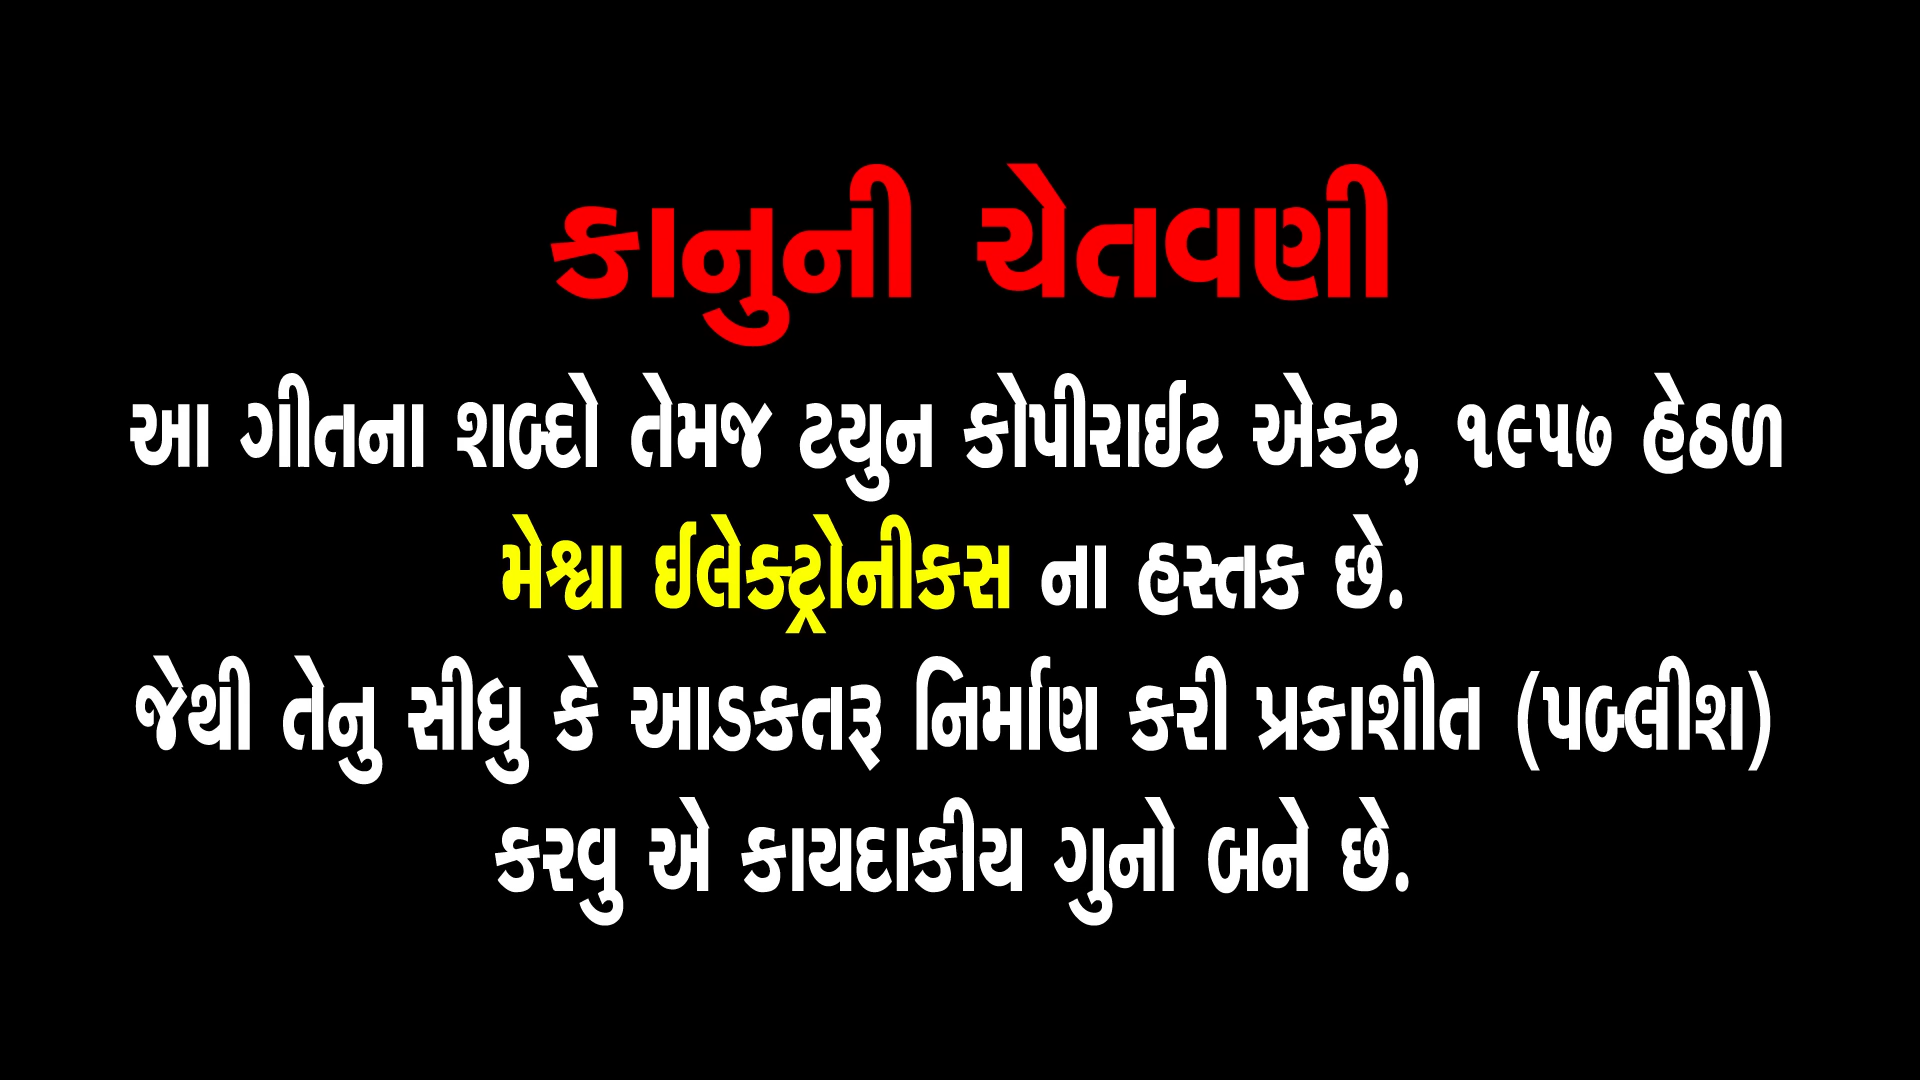 કાનુની ચેતવણી
આ ગીતના શબ્દો તેમજ ટયુન કોપીરાઈટ એકટ, ૧૯૫૭ હેઠળ
મેશ્વા ઈલેક્ટ્રોનીકસ ના હસ્તક છે.
જેથી તેનુ સીધુ કે આડકતરૂ નિર્માણ કરી પ્રકાશીત (પબ્લીશ)
કરવુ એ કાયદાકીય ગુનો બને છે.